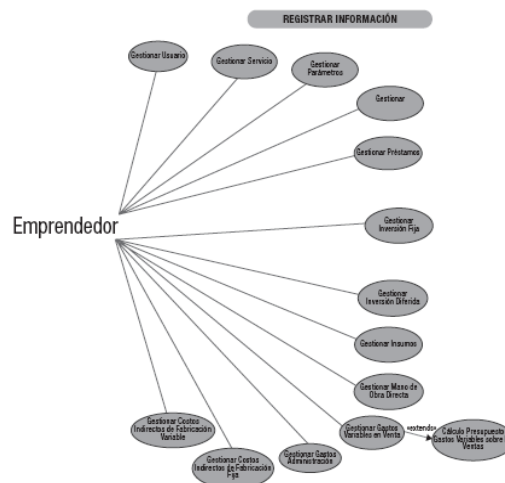 REGISTRAR INFORMACIÓN
Gestionar Usuario
Gestionar Servicio
Gestionar
Parámetros
Gestionar
Gestionar Préstamos
Emprendedor
Gestionar
Inversión Fija
Gestionar
Inversión Diferida
Gestionar Insumos
Gestionar Mano de
Obra Directa
Gestionar Gastos
Variables en Venta
«extends»
Cálculo Presupuesto
Gastos Variables sobre
Ventas
Gestionar Costos
Indirectos de Fabricación
Variable
Gestionar Costos
Indirectos de Fabricación
Fija
Gestionar Gastos
Administración